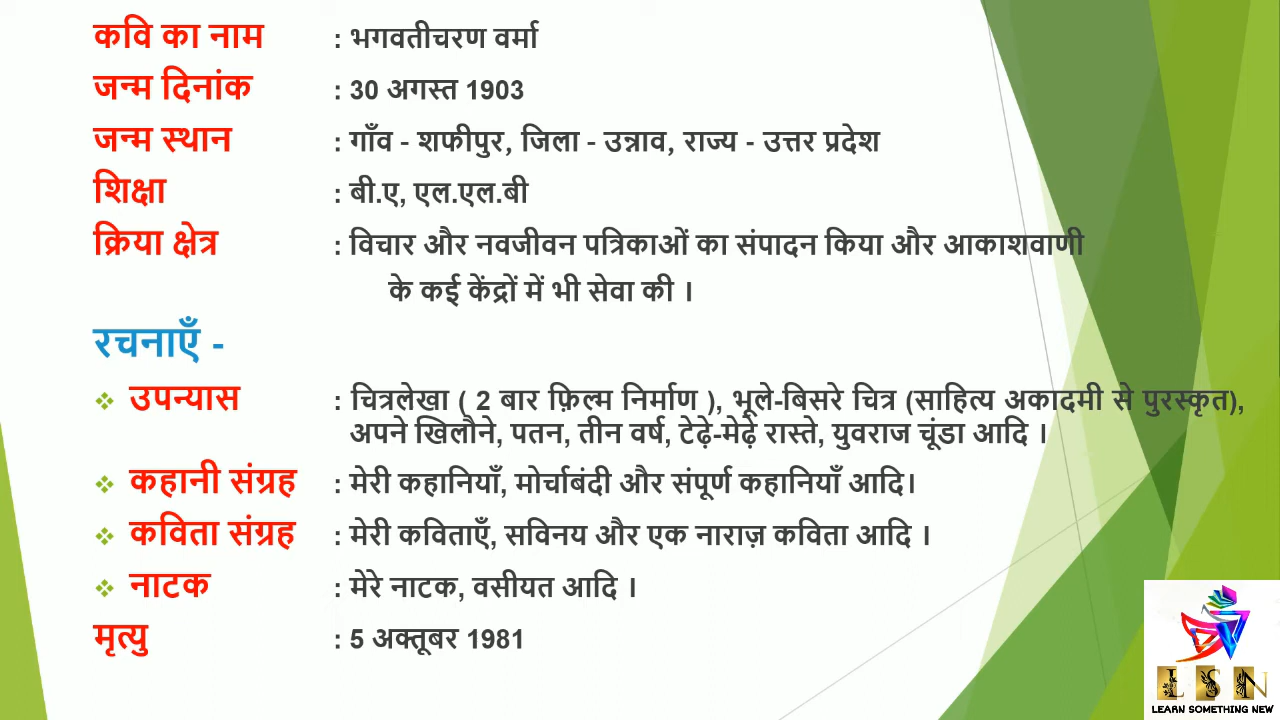 कवि का नाम : भगवतीचरण वर्मा
जन्म दिनांक : 30 अगस्त 1903
जन्म स्थान : गाँव - शफीपुर, जिला - उन्नाव, राज्य - उत्तर प्रदेश
शिक्षा : बी.ए, एल.एल.बी
क्रिया क्षेत्र : विचार और नवजीवन पत्रिकाओं का संपादन किया और आकाशवाणी
के कई केंद्रों में भी सेवा की ।
रचनाएँ -
❖ उपन्यास : चित्रलेखा ( 2 बार फ़िल्म निर्माण ), भूले-बिसरे चित्र (साहित्य अकादमी से पुरस्कृत),
अपने खिलौने, पतन, तीन वर्ष, टेढ़े-मेढ़े रास्ते, युवराज चूंडा आदि ।
❖ कहानी संग्रह : मेरी कहानियाँ, मोर्चाबंदी और संपूर्ण कहानियाँ आदि।
❖ कविता संग्रह : मेरी कविताएँ, सविनय और एक नाराज़ कविता आदि ।
❖ नाटक : मेरे नाटक, वसीयत आदि ।
मृत्यु : 5 अक्तूबर 1981
L S N
LEARN SOMETHING NEW